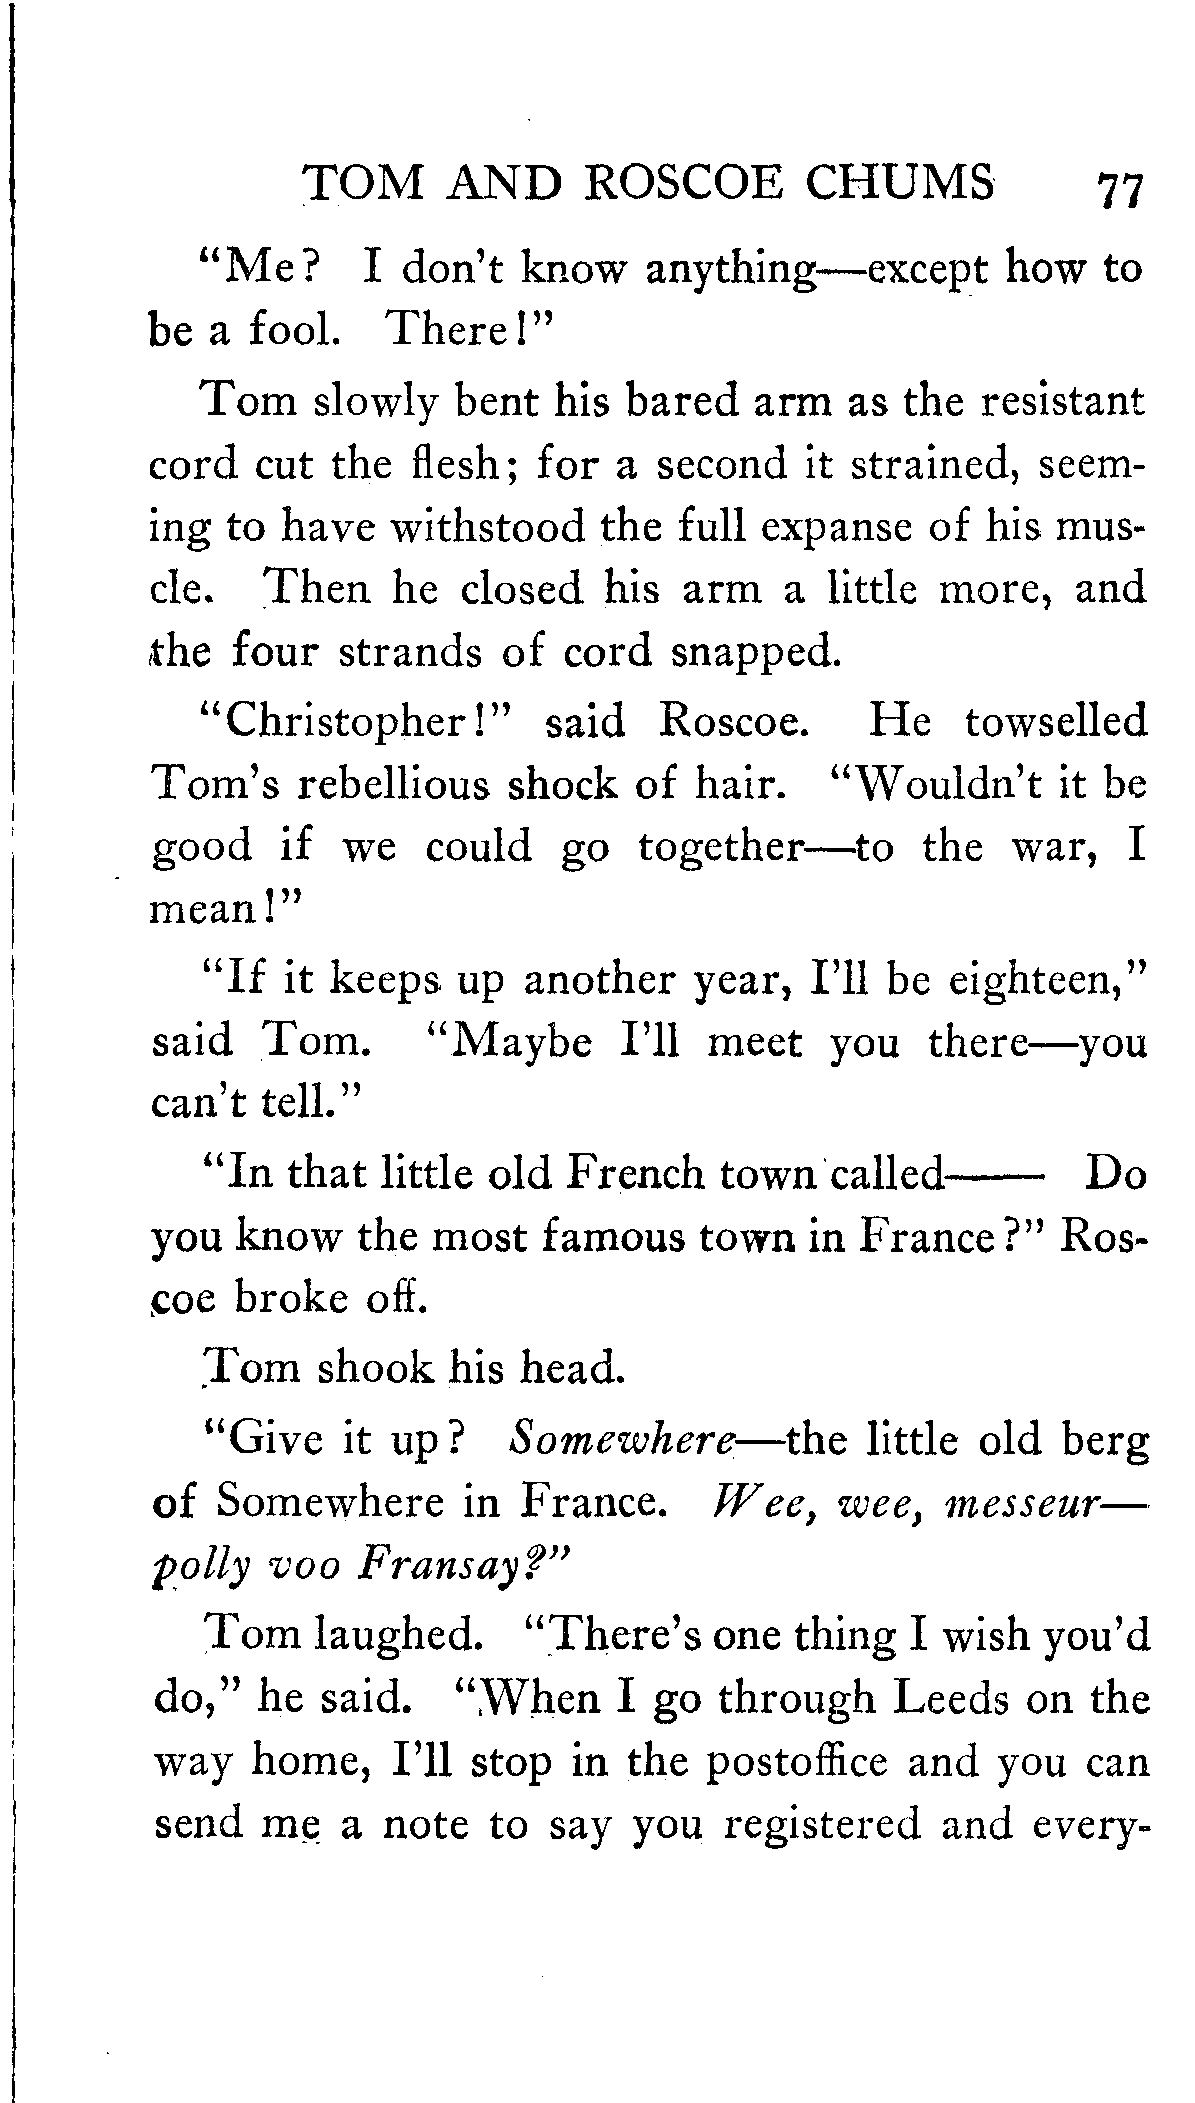 TOM AND ROSCOE CHUMS 77
“Me? I don’t know anything—except how to
be a fool. There!”
Tom slowly bent his bared arm as the resistant
cord cut the flesh; for a second it strained, seem-
ing to have withstood the full expanse of his mus-
cle. Then he closed his arm a little more, and
the four strands of cord snapped.
“Christopher!” said Roscoe. He towselled
Tom’s rebellious shock of hair. “Wouldn’t it be
good if we could go together—to the war, I
mean!”
“If it keeps up another year, I’ll be eighteen,”
said Tom. “Maybe I’ll meet you there—you
can’t tell.”
“In that little old French town called—— Do
you know the most famous town in France?” Ros-
coe broke off.
Tom shook his head.
“Give it up? Somewhere—the little old berg
of Somewhere in France. Wee, wee, messeur—
polly voo Fransay?”
Tom laughed. “There’s one thing I wish you’d
do,” he said. “When I go through Leeds on the
way home, I’ll stop in the postoffice and you can
send me a note to say you registered and every-